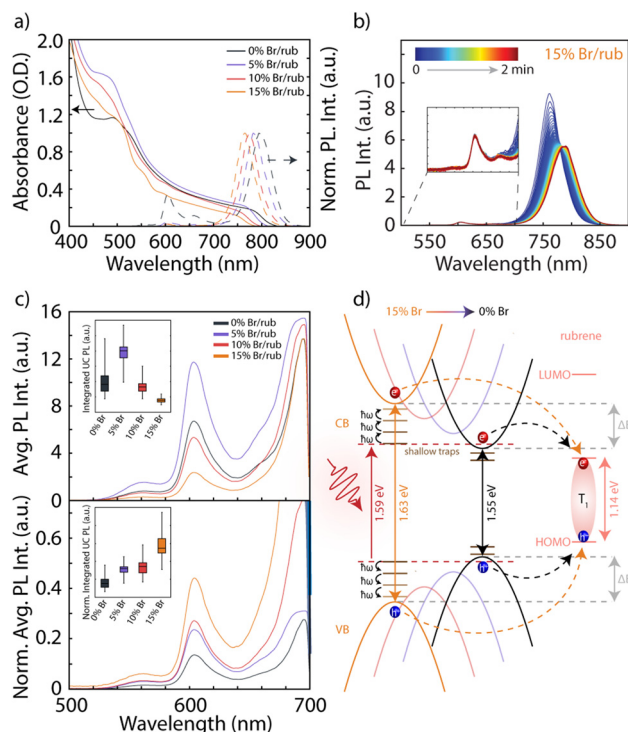 a)
2.0
1.6
1.2
0.8
0.4
0
400 500 600 700 800 900
Absorbance (O.D.)
Norm. PL Int. (a.u.)
Wavelength (nm)
0% Br/rub
5% Br/rub
10% Br/rub
15% Br/rub
b)
15% Br/rub
0 2 min
10
8
6
4
2
0
550 650 750 850
PL Int. (a.u.)
Wavelength (nm)
c)
16
12
8
4
0
Avg. PL Int. (a.u.)
0% Br/rub
5% Br/rub
10% Br/rub
15% Br/rub
Integrated UC PL (a.u.)
0% Br
5% Br
10% Br
15% Br
0.6
0.4
0.2
0
Norm. Avg. PL Int. (a.u.)
Norm. Integrated UC PL (a.u.)
0% Br
5% Br
10% Br
15% Br
500 600 700
Wavelength (nm)
d)
15% Br 0% Br
rubrene
LUMO
CB
ħω
ħω
ħω
shallow traps
e
e
e
1.59 eV
1.63 eV
1.55 eV
1.14 eV
T1
HOMO
ħω
ħω
ħω
VB
h
h
h